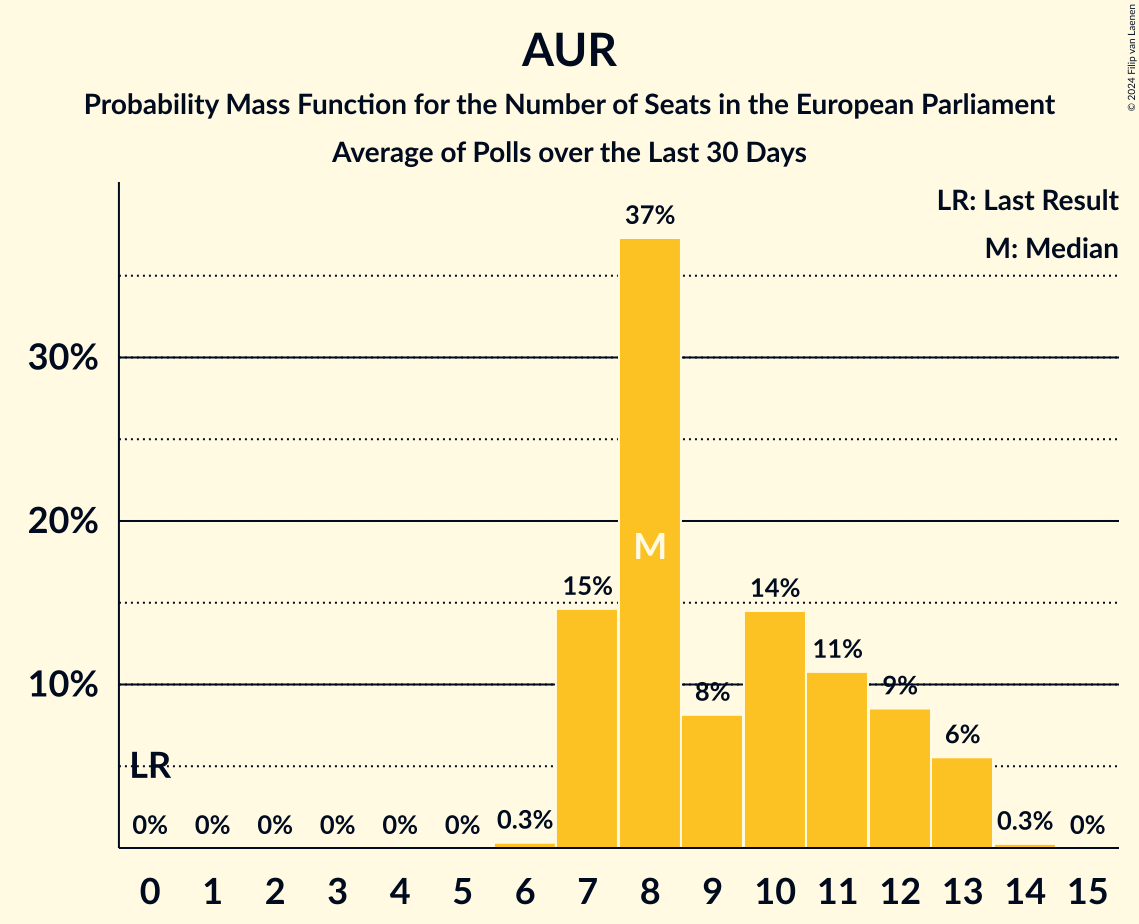 AUR
Probability Mass Function for the Number of Seats in the European Parliament
Average of Polls over the Last 30 Days
© 2024 Filip van Laenen
LR: Last Result
M: Median
30%
20%
10%
LR
M
0% 0% 0% 0% 0% 0% 0.3% 15% 37% 8% 14% 11% 9% 6% 0.3% 0%
0 1 2 3 4 5 6 7 8 9 10 11 12 13 14 15